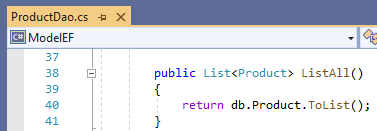 ProductDao.cs
C# ModelEF
37
38 public List<Product> ListAll()
39 {
40 return db.Product.ToList();
41 }